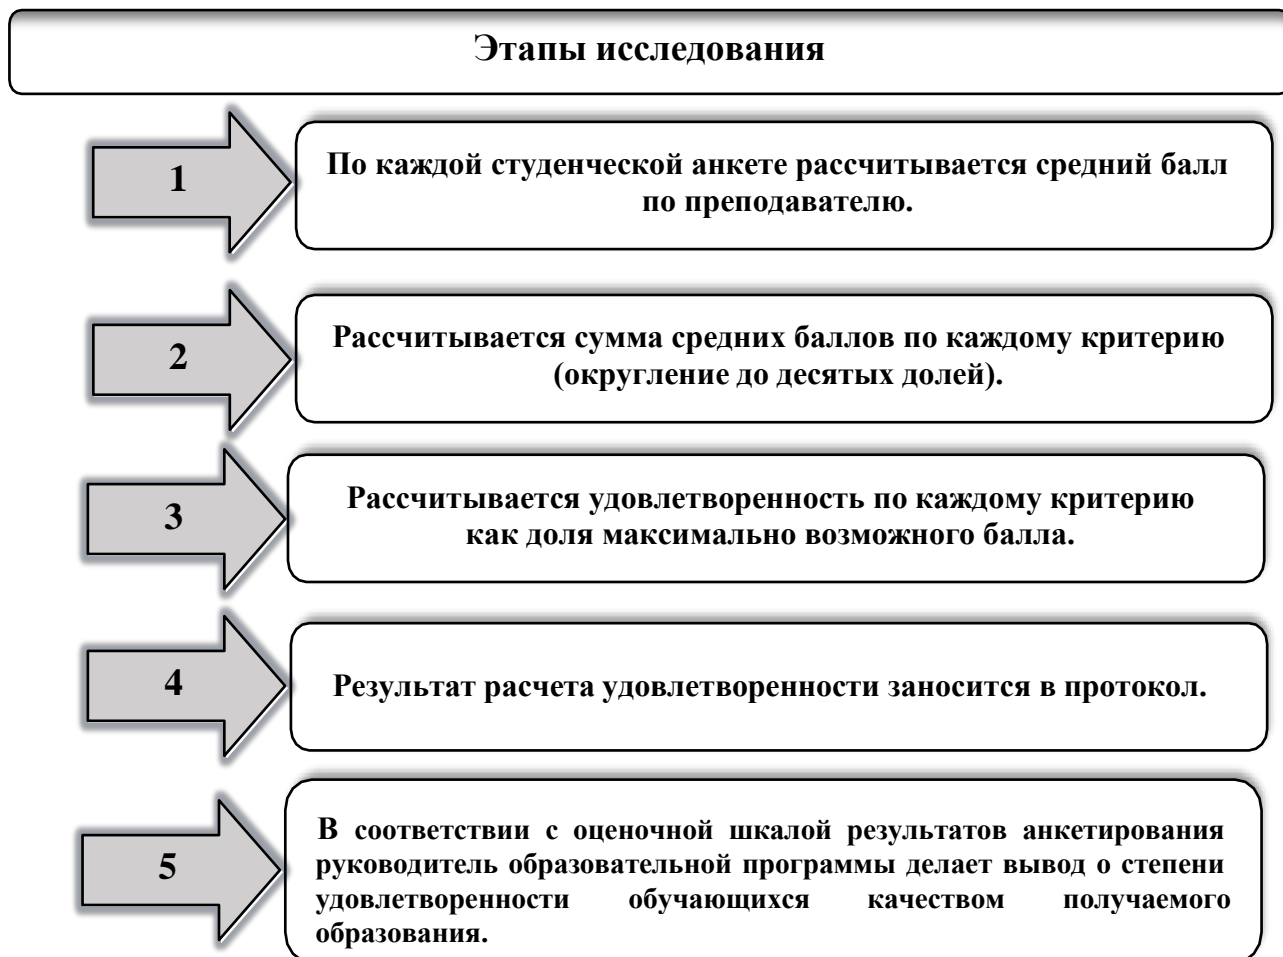 Этапы исследования
1
По каждой студенческой анкете рассчитывается средний балл
по преподавателю.
2
Рассчитывается сумма средних баллов по каждому критерию
(округление до десятых долей).
3
Рассчитывается удовлетворенность по каждому критерию
как доля максимально возможного балла.
4
Результат расчета удовлетворенности заносится в протокол.
5
В соответствии с оценочной шкалой результатов анкетирования
руководитель образовательной программы делает вывод о степени
удовлетворенности обучающихся качеством получаемого
образования.